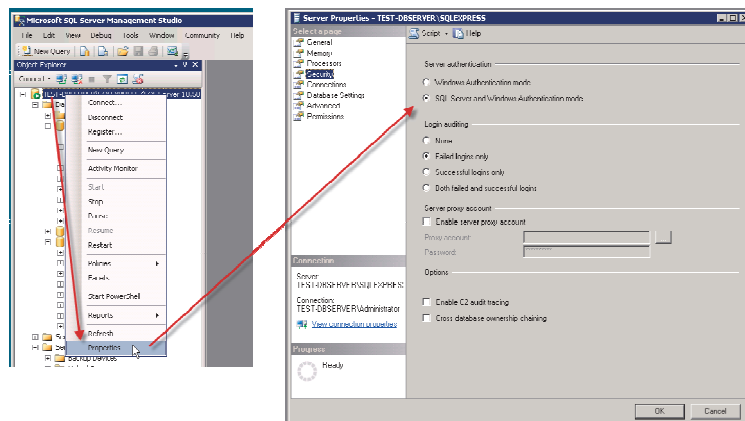 Microsoft SQL Server Management Studio
File Edit View Debug Tools Window Community Help
New Query
Object Explorer
Connect
Connect...
Disconnect
Register...
New Query
Activity Monitor
Start
Stop
Pause
Resume
Restart
Policies
Facets
Start PowerShell
Reports
Refresh
Properties
Backup Devices
Server Properties - TEST-DBSERVER\SQLEXPRESS
Select a page
General
Memory
Processors
Security
Connections
Database Settings
Advanced
Permissions
Connection
Server:
TEST-DBSERVER\SQLEXPRES
Connection:
TEST-DBSERVER\Administrator
View connection properties
Progress
Ready
Script Help
Server authentication
Windows Authentication mode
SQL Server and Windows Authentication mode
Login auditing
None
Failed logins only
Successful logins only
Both failed and successful logins
Server proxy account
Enable server proxy account
Proxy account:
Password:
**********
Options
Enable C2 audit tracing
Cross database ownership chaining
OK Cancel